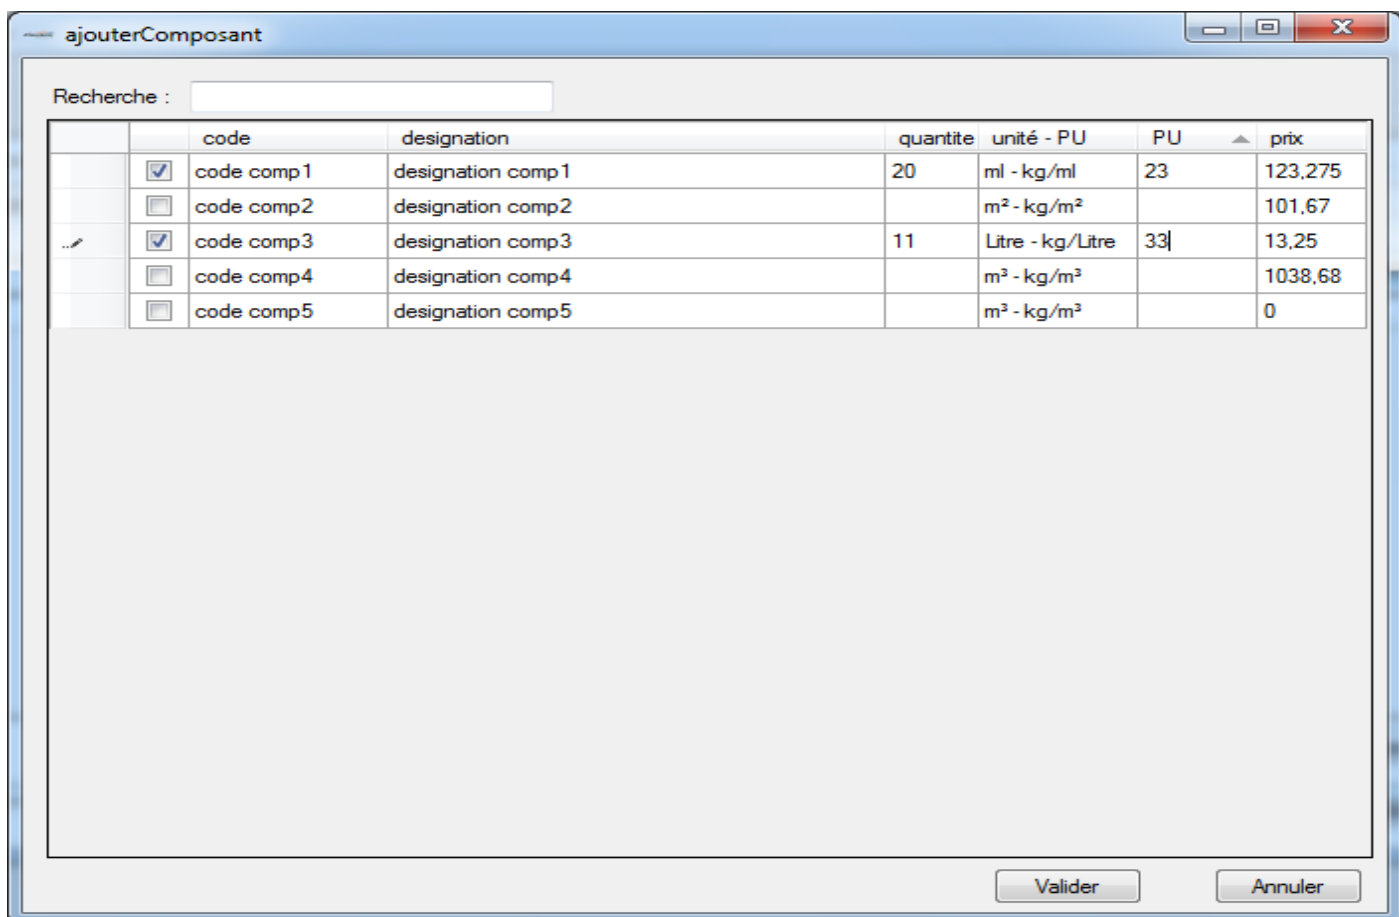 ajouterComposant
Recherche :
code designation quantite unité - PU PU prix
code comp1 designation comp1 20 ml - kg/ml 23 123,275
code comp2 designation comp2 m² - kg/m² 101,67
code comp3 designation comp3 11 Litre - kg/Litre 33 13,25
code comp4 designation comp4 m³ - kg/m³ 1038,68
code comp5 designation comp5 m³ - kg/m³ 0
Valider Annuler